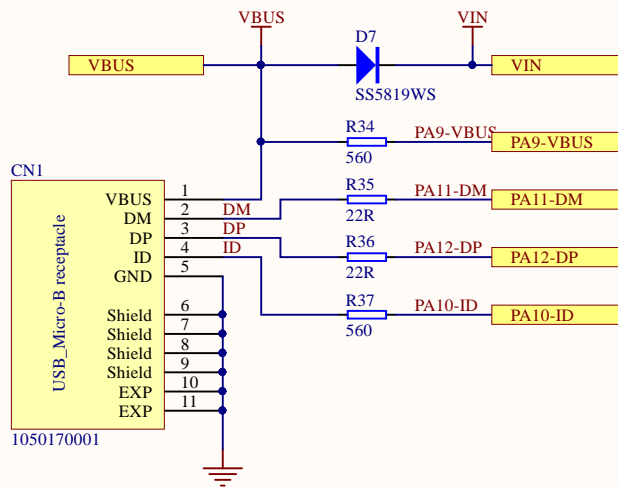 VBUS
VIN
D7
VBUS
VIN
SS5819WS
R34
PA9-VBUS
PA9-VBUS
560
CN1
R35
PA11-DM
PA11-DM
22R
VBUS
1
DM
2
DM
DP
3
DP
ID
4
ID
GND
5
R36
PA12-DP
PA12-DP
22R
R37
PA10-ID
PA10-ID
560
USB_Micro-B receptacle
Shield
6
Shield
7
Shield
8
Shield
9
EXP
10
EXP
11
1050170001